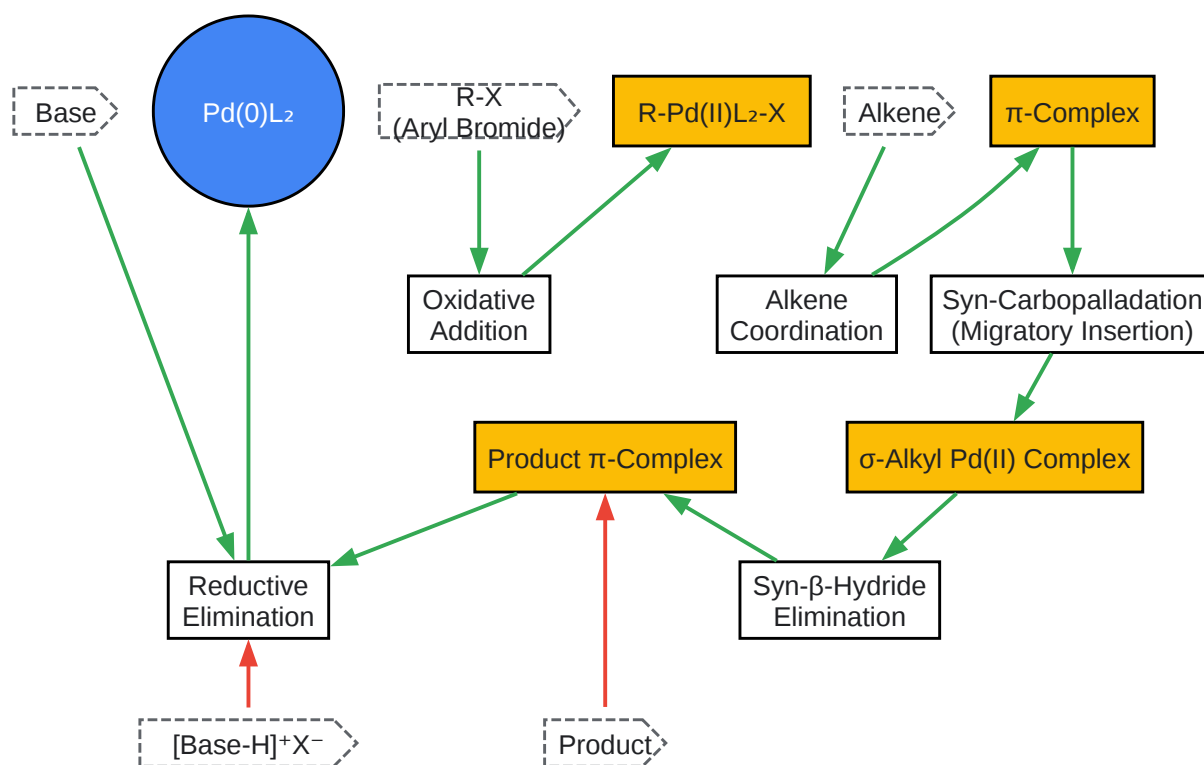 Base
Pd(0)L₂
R-X
(Aryl Bromide)
R-Pd(II)L₂-X
Alkene
π-Complex
Oxidative
Addition
Alkene
Coordination
Syn-Carbopalladation
(Migratory Insertion)
Product π-Complex
σ-Alkyl Pd(II) Complex
Reductive
Elimination
Syn-β-Hydride
Elimination
[Base-H]⁺X⁻
Product